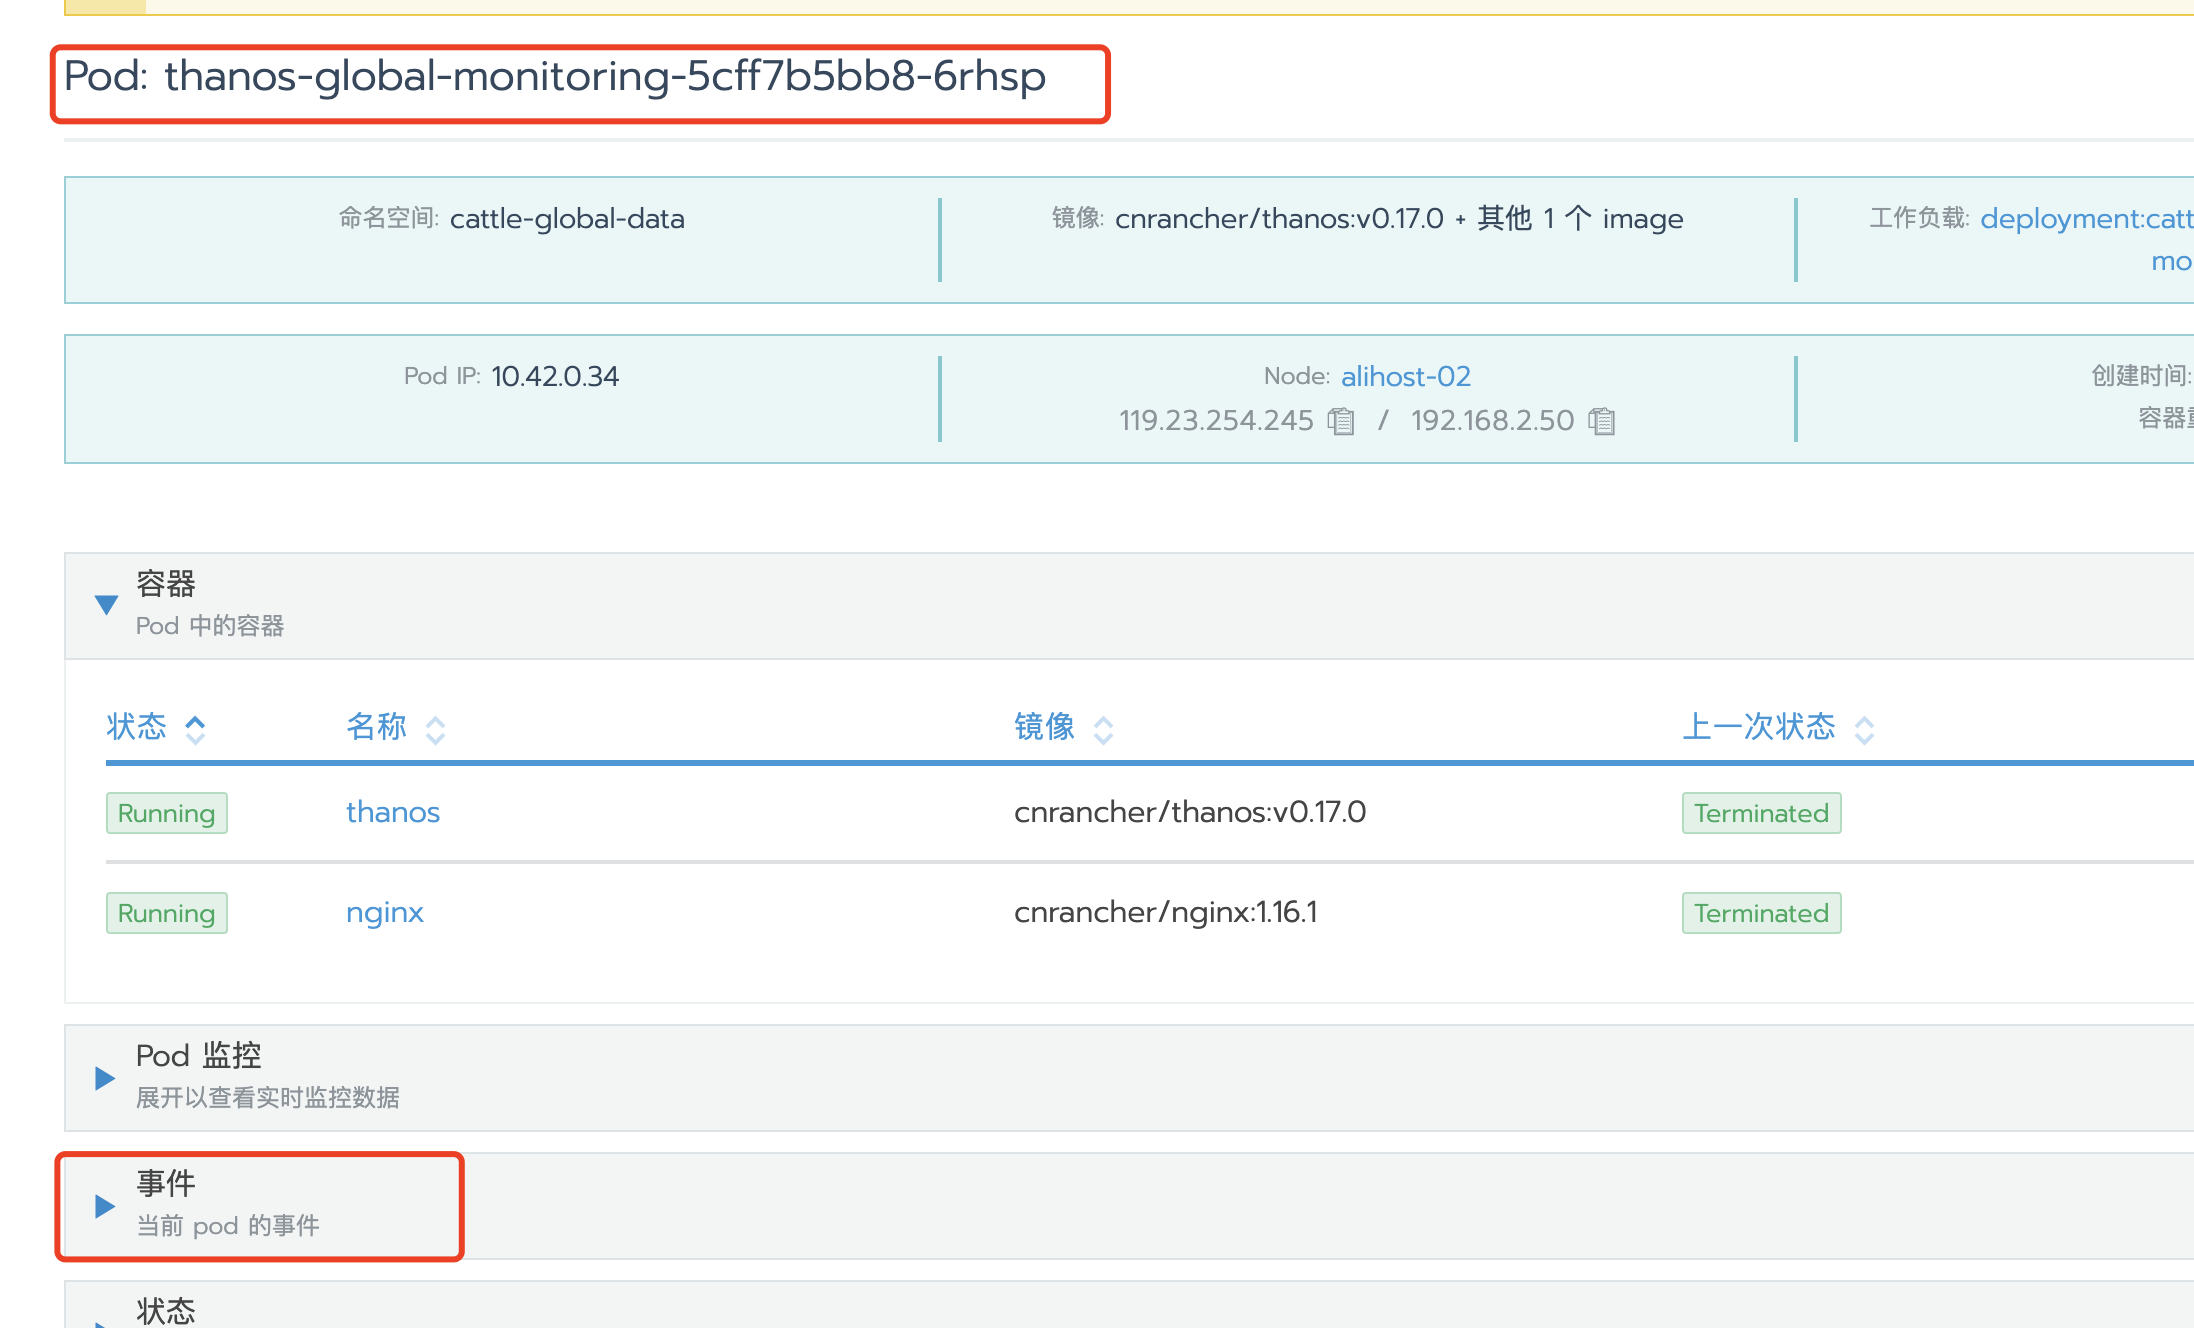 Pod: thanos-global-monitoring-5cff7b5bb8-6rhsp
命名空间: cattle-global-data
镜像: cnrancher/thanos:v0.17.0 + 其他 1 个 image
工作负载: deployment:catt
mo
Pod IP: 10.42.0.34
Node: alihost-02
119.23.254.245 / 192.168.2.50
创建时间:
容器
容器
Pod 中的容器
状态 名称 镜像 上一次状态
Running thanos cnrancher/thanos:v0.17.0 Terminated
Running nginx cnrancher/nginx:1.16.1 Terminated
Pod 监控
展开以查看实时监控数据
事件
当前 pod 的事件
状态